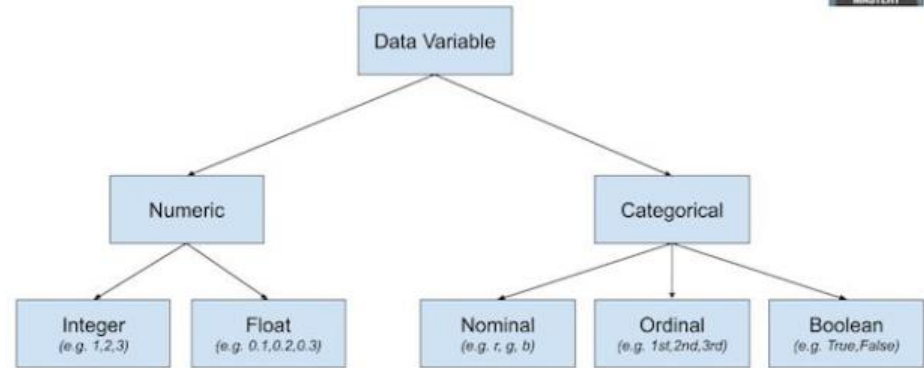 MASTERY
Data Variable
Numeric
Categorical
Integer
(e.g. 1,2,3)
Float
(e.g. 0.1,0.2,0.3)
Nominal
(e.g. r, g, b)
Ordinal
(e.g. 1st,2nd,3rd)
Boolean
(e.g. True,False)